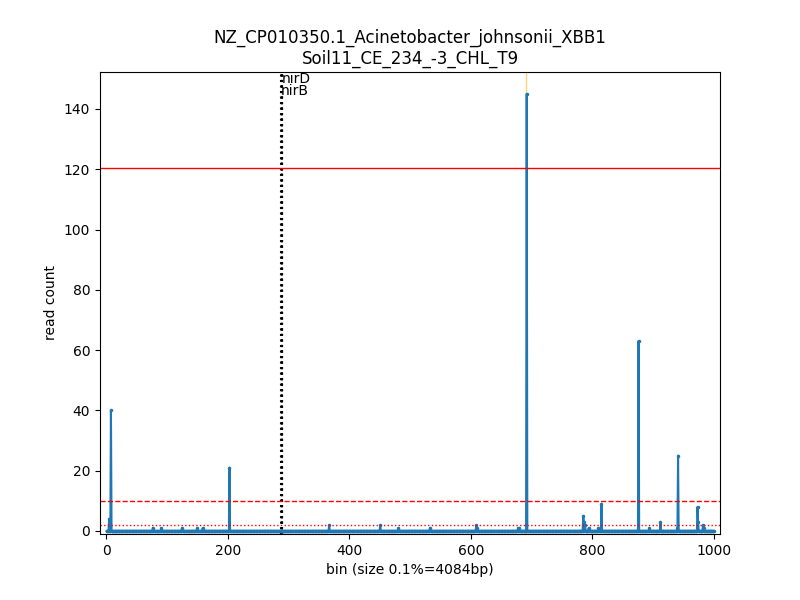 NZ_CP010350.1_Acinetobacter_johnsonii_XBB1
Soil11_CE_234_-3_CHL_T9
nirD
nirB
140
120
100
80
60
40
20
0
read count
0 200 400 600 800 1000
bin (size 0.1%=4084bp)